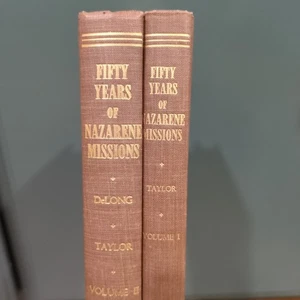 FIFTY
YEARS
OF
NAZARENE
MISSIONS
DeLONG
TAYLOR
VOLUME II
FIFTY
YEARS
OF
NAZARENE
MISSIONS
TAYLOR
VOLUME I